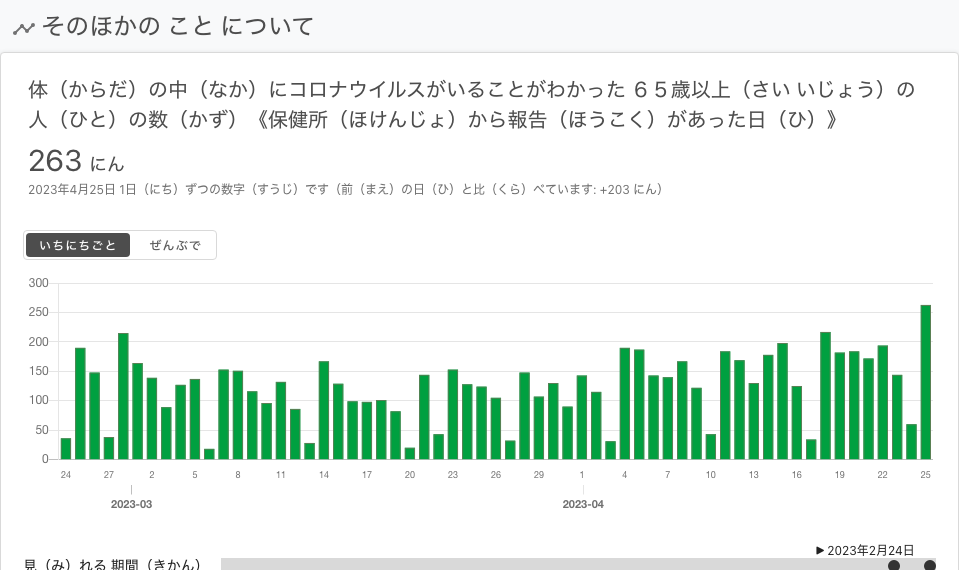 そのほかの こと について
体（からだ）の中（なか）にコロナウイルスがいることがわかった ６５歳以上（さい いじょう）の
人（ひと）の数（かず）《保健所（ほけんじょ）から報告（ほうこく）があった日（ひ）》
263 にん
2023年4月25日 1日（にち）ずつの数字（すうじ）です（前（まえ）の日（ひ）と比（くら）べています: +203 にん）
いちにちごと ぜんぶで
300
250
200
150
100
50
0
24 27 2 5 8 11 14 17 20 23 26 29 1 4 7 10 13 16 19 22 25
2023-03 2023-04
▶ 2023年2月24日
見（み）れる 期間（きかん）